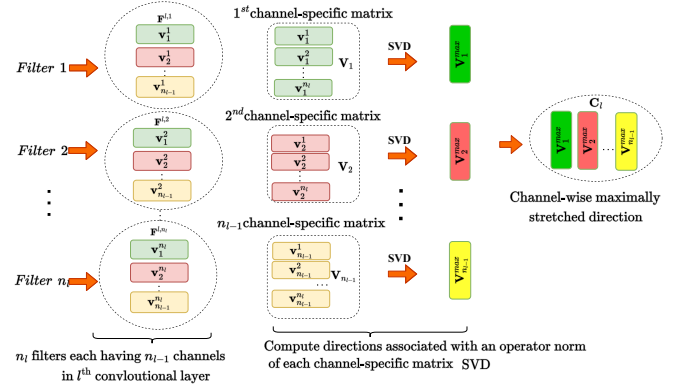 Filter 1
F^{l,1}
v_1^1
v_2^1
⋮
v_{n_{l-1}}^1
Filter 2
F^{l,2}
v_1^2
v_2^2
⋮
v_{n_{l-1}}^2
Filter n_l
F^{l,n_l}
v_1^{n_l}
v_2^{n_l}
⋮
v_{n_{l-1}}^{n_l}
n_l filters each having n_{l-1} channels
in l^{th} convloutional layer
1^{st} channel-specific matrix
v_1^1
v_1^2
⋮
v_1^{n_l}
V_1
SVD
V_1^{max}
2^{nd} channel-specific matrix
v_2^1
v_2^2
⋮
v_2^{n_l}
V_2
SVD
V_2^{max}
n_{l-1} channel-specific matrix
v_{n_{l-1}}^1
v_{n_{l-1}}^2
...
v_{n_{l-1}}^{n_l}
V_{n_{l-1}}
SVD
V_{n_{l-1}}^{max}
Compute directions associated with an operator norm
of each channel-specific matrix SVD
C_l
V_1^{max} V_2^{max} ... V_{n_{l-1}}^{max}
Channel-wise maximally
stretched direction